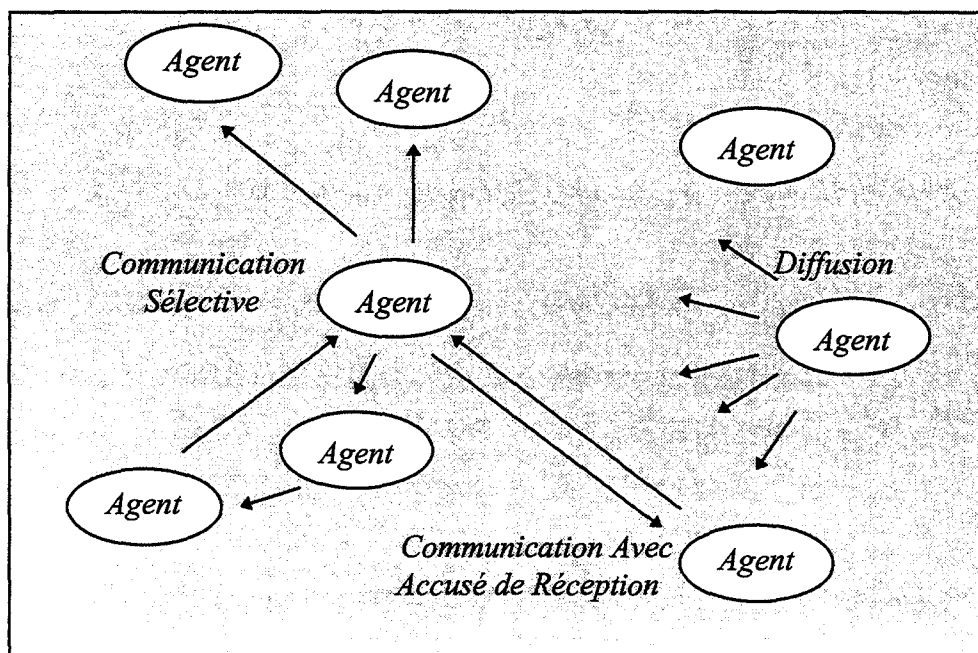 Agent
Agent
Agent
Communication
Sélective
Diffusion
Agent
Agent
Agent
Agent
Communication Avec
Accusé de Réception
Agent